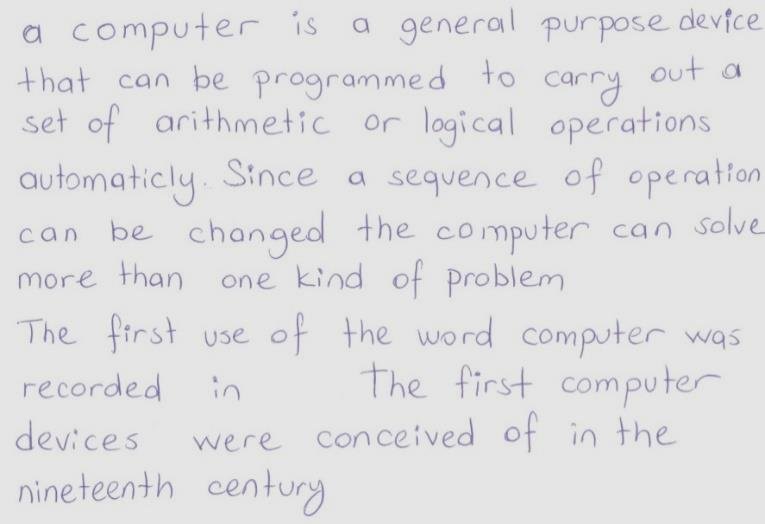 a computer is a general purpose device
that can be programmed to carry out a
set of arithmetic or logical operations
automaticly. Since a sequence of operation
can be changed the computer can solve
more than one kind of problem
The first use of the word computer was
recorded in The first computer
devices were conceived of in the
nineteenth century